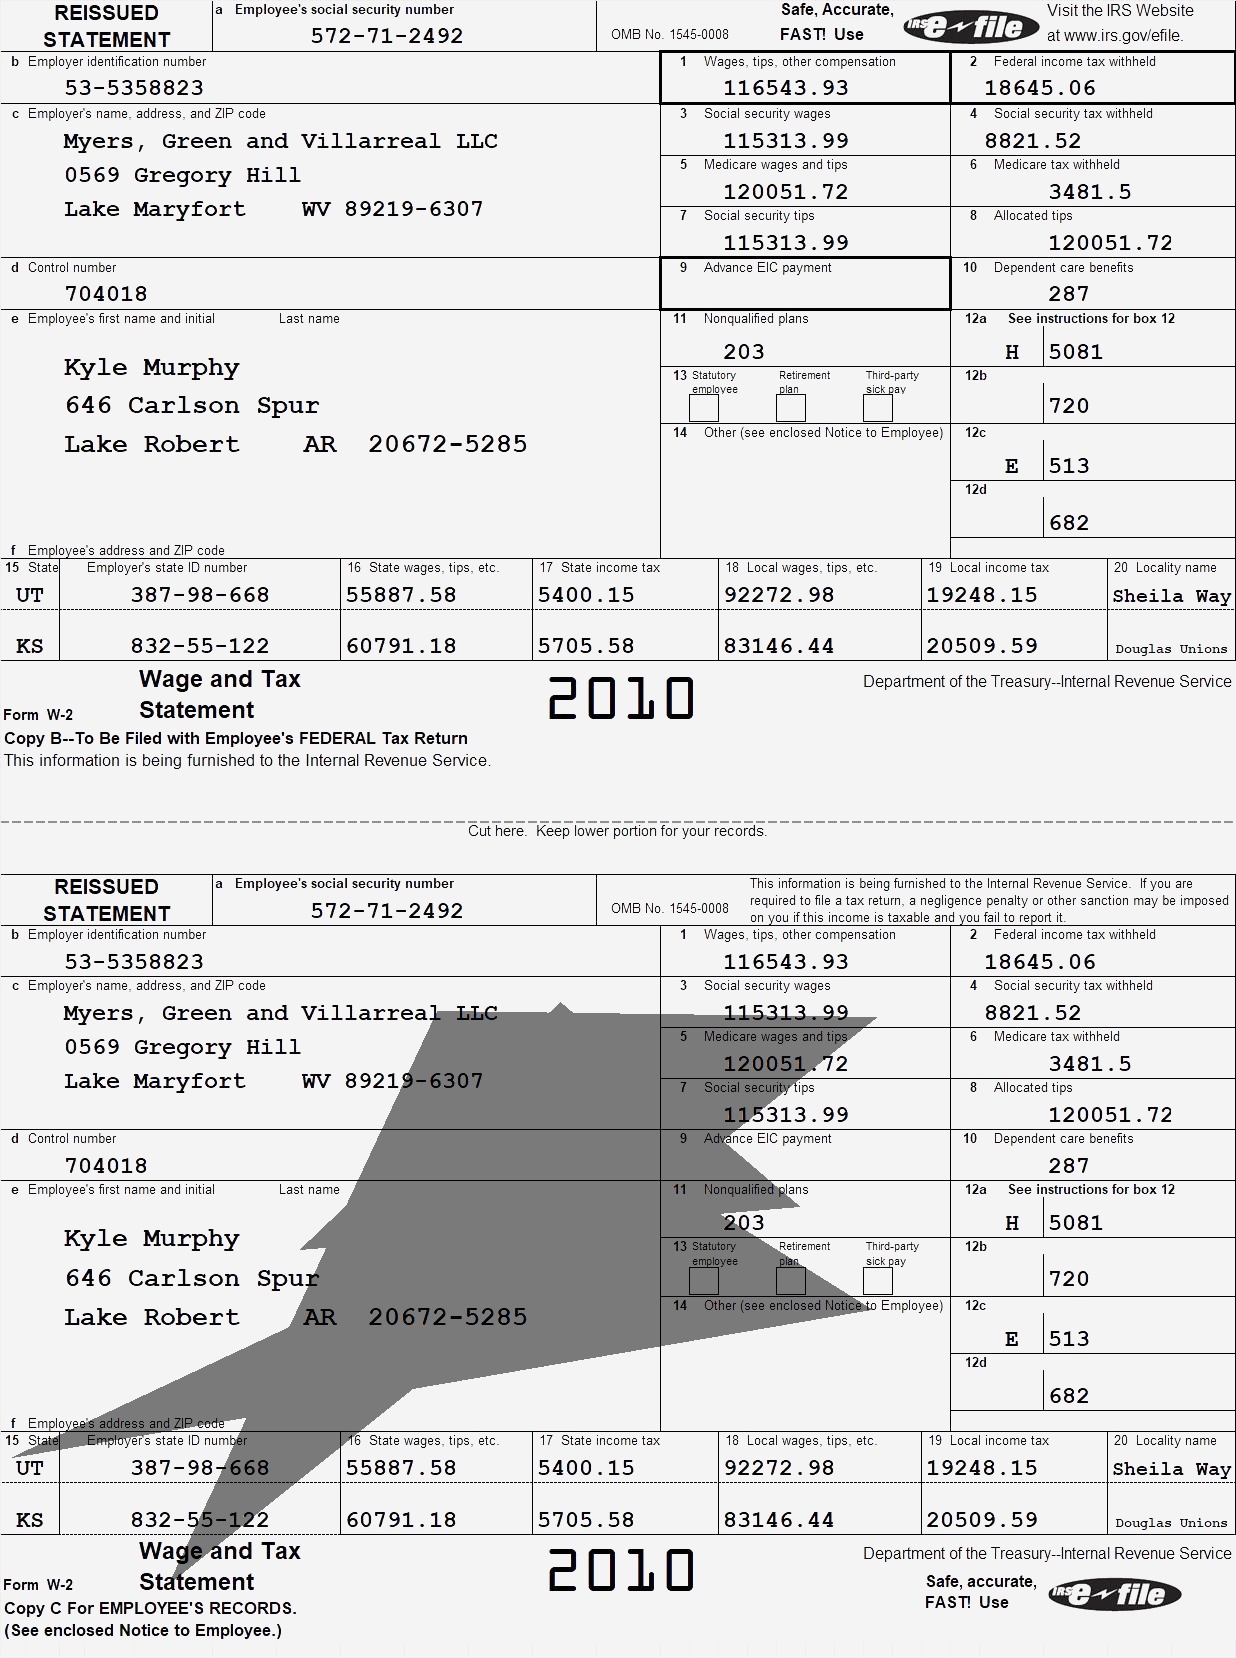 REISSUED STATEMENT
a Employee's social security number
572-71-2492
OMB No. 1545-0008
Safe, Accurate, FAST! Use
IRS e-file
Visit the IRS Website at www.irs.gov/efile.
b Employer identification number
53-5358823
1 Wages, tips, other compensation
116543.93
2 Federal income tax withheld
18645.06
c Employer's name, address, and ZIP code
Myers, Green and Villarreal LLC
0569 Gregory Hill
Lake Maryfort WV 89219-6307
3 Social security wages
115313.99
4 Social security tax withheld
8821.52
5 Medicare wages and tips
120051.72
6 Medicare tax withheld
3481.5
7 Social security tips
115313.99
8 Allocated tips
120051.72
d Control number
704018
9 Advance EIC payment
10 Dependent care benefits
287
e Employee's first name and initial Last name
Kyle Murphy
646 Carlson Spur
Lake Robert AR 20672-5285
f Employee's address and ZIP code
11 Nonqualified plans
203
12a See instructions for box 12
H 5081
13 Statutory employee Retirement plan Third-party sick pay
12b
720
14 Other (see enclosed Notice to Employee)
12c
E 513
12d
682
15 State Employer's state ID number 16 State wages, tips, etc. 17 State income tax 18 Local wages, tips, etc. 19 Local income tax 20 Locality name
UT 387-98-668 55887.58 5400.15 92272.98 19248.15 Sheila Way
KS 832-55-122 60791.18 5705.58 83146.44 20509.59 Douglas Unions
Form W-2 Wage and Tax Statement
2010
Department of the Treasury--Internal Revenue Service
Copy B--To Be Filed with Employee's FEDERAL Tax Return
This information is being furnished to the Internal Revenue Service.
Cut here. Keep lower portion for your records.
REISSUED STATEMENT
a Employee's social security number
572-71-2492
OMB No. 1545-0008
This information is being furnished to the Internal Revenue Service. If you are
required to file a tax return, a negligence penalty or other sanction may be imposed
on you if this income is taxable and you fail to report it.
b Employer identification number
53-5358823
1 Wages, tips, other compensation
116543.93
2 Federal income tax withheld
18645.06
c Employer's name, address, and ZIP code
Myers, Green and Villarreal LLC
0569 Gregory Hill
Lake Maryfort WV 89219-6307
3 Social security wages
115313.99
4 Social security tax withheld
8821.52
5 Medicare wages and tips
120051.72
6 Medicare tax withheld
3481.5
7 Social security tips
115313.99
8 Allocated tips
120051.72
d Control number
704018
9 Advance EIC payment
10 Dependent care benefits
287
e Employee's first name and initial Last name
Kyle Murphy
646 Carlson Spur
Lake Robert AR 20672-5285
f Employee's address and ZIP code
11 Nonqualified plans
203
12a See instructions for box 12
H 5081
13 Statutory employee Retirement plan Third-party sick pay
12b
720
14 Other (see enclosed Notice to Employee)
12c
E 513
12d
682
15 State Employer's state ID number 16 State wages, tips, etc. 17 State income tax 18 Local wages, tips, etc. 19 Local income tax 20 Locality name
UT 387-98-668 55887.58 5400.15 92272.98 19248.15 Sheila Way
KS 832-55-122 60791.18 5705.58 83146.44 20509.59 Douglas Unions
Form W-2 Wage and Tax Statement
2010
Department of the Treasury--Internal Revenue Service
Safe, accurate, FAST! Use
IRS e-file
Copy C For EMPLOYEE'S RECORDS.
(See enclosed Notice to Employee.)